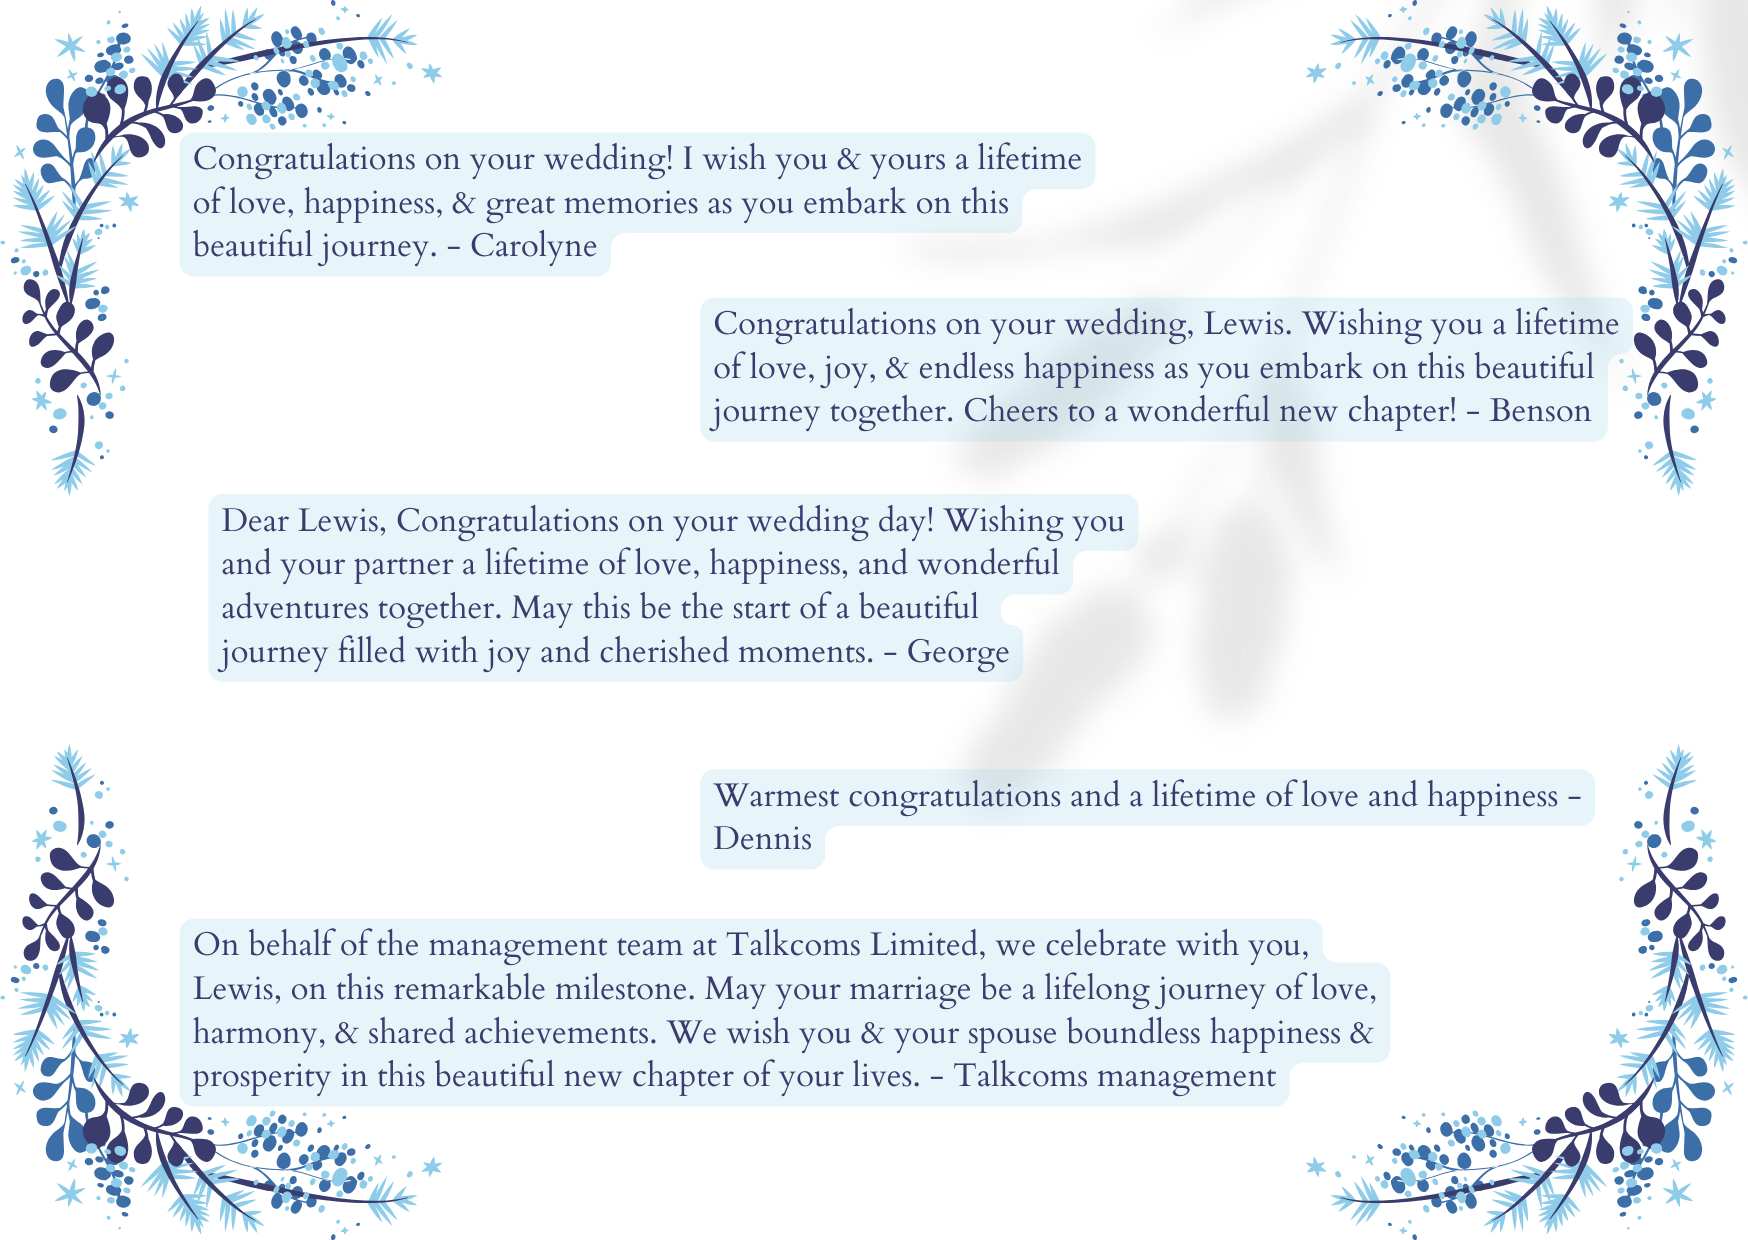 Congratulations on your wedding! I wish you & yours a lifetime
of love, happiness, & great memories as you embark on this
beautiful journey. - Carolyne
Congratulations on your wedding, Lewis. Wishing you a lifetime
of love, joy, & endless happiness as you embark on this beautiful
journey together. Cheers to a wonderful new chapter! - Benson
Dear Lewis, Congratulations on your wedding day! Wishing you
and your partner a lifetime of love, happiness, and wonderful
adventures together. May this be the start of a beautiful
journey filled with joy and cherished moments. - George
Warmest congratulations and a lifetime of love and happiness -
Dennis
On behalf of the management team at Talkcoms Limited, we celebrate with you,
Lewis, on this remarkable milestone. May your marriage be a lifelong journey of love,
harmony, & shared achievements. We wish you & your spouse boundless happiness &
prosperity in this beautiful new chapter of your lives. - Talkcoms management